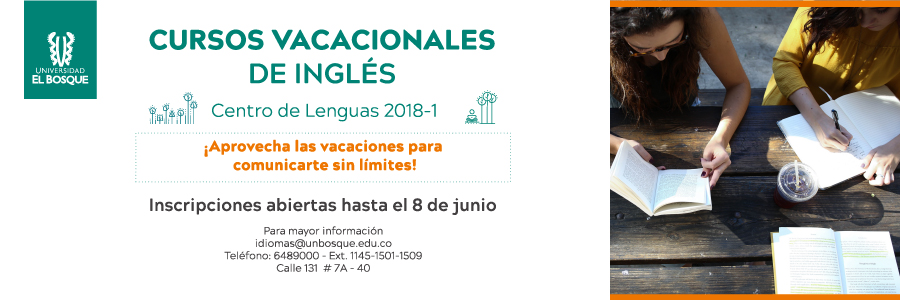 UNIVERSIDAD
EL BOSQUE
CURSOS VACACIONALES
DE INGLÉS
Centro de Lenguas 2018-1
¡Aprovecha las vacaciones para
comunicarte sin límites!
Inscripciones abiertas hasta el 8 de junio
Para mayor información
idiomas@unbosque.edu.co
Teléfono: 6489000 - Ext. 1145-1501-1509
Calle 131 # 7A - 40